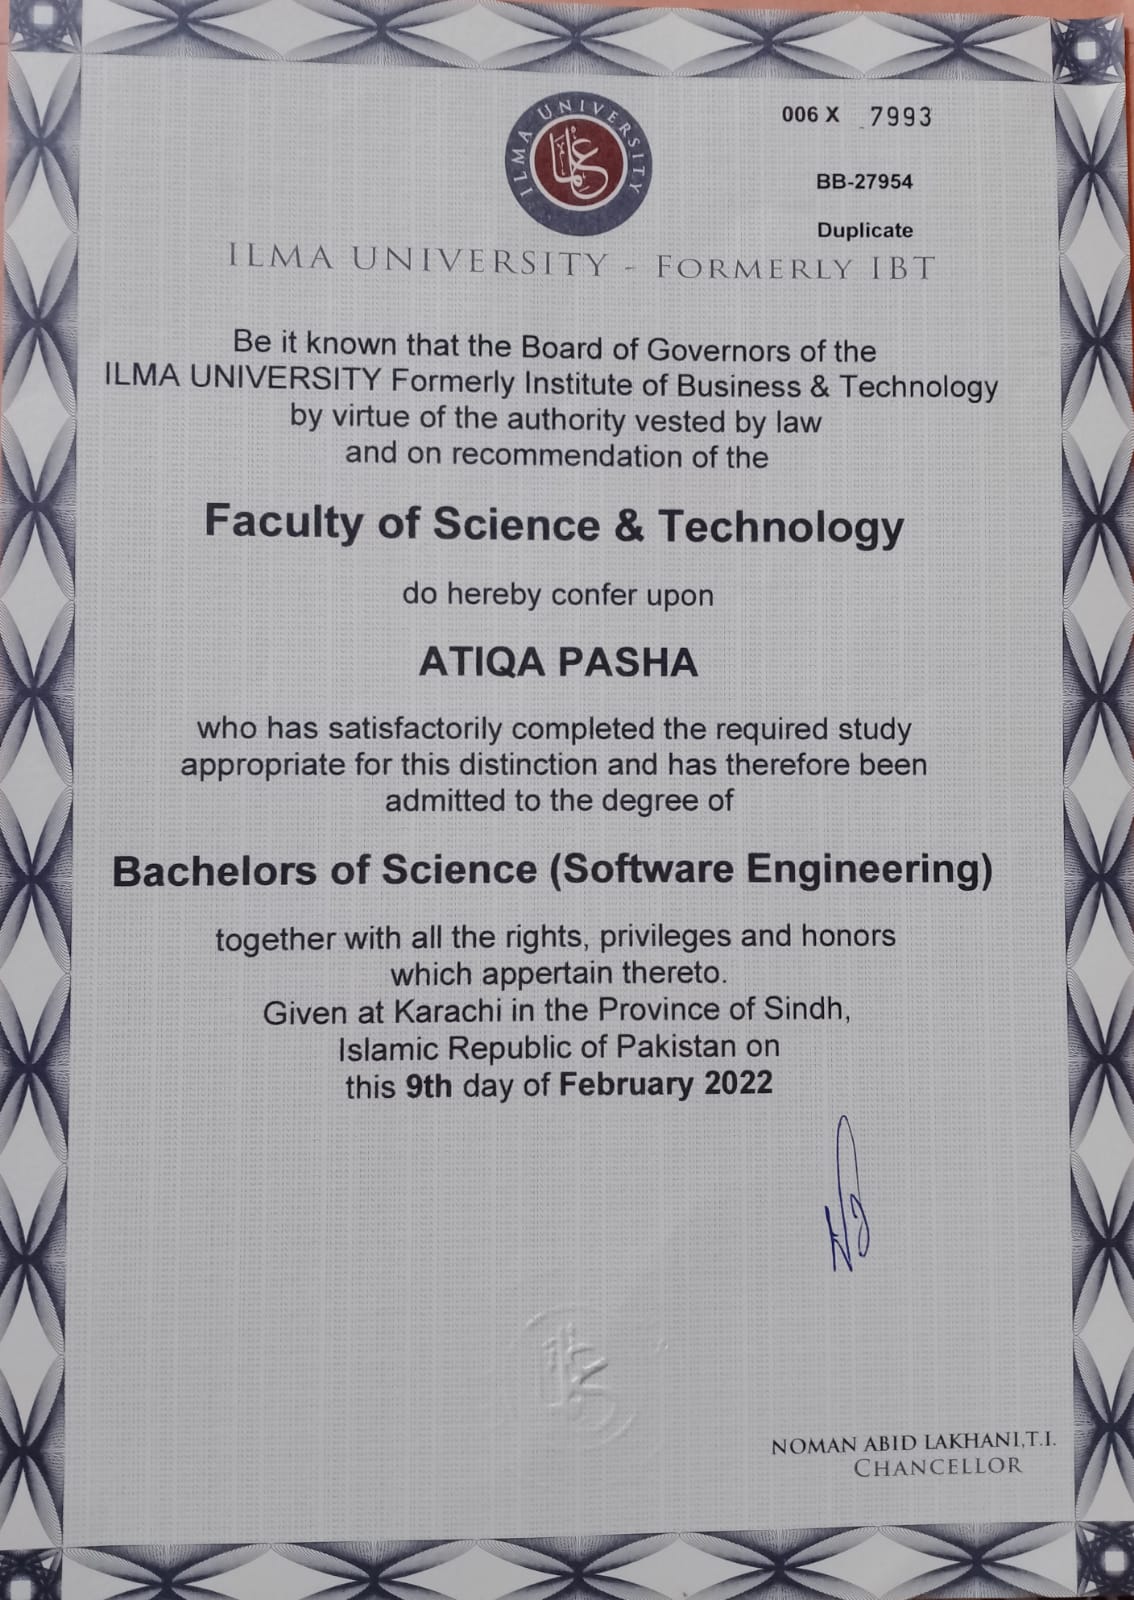 ILMA UNIVERSITY
006 X 7993
BB-27954
Duplicate
ILMA UNIVERSITY - FORMERLY IBT
Be it known that the Board of Governors of the
ILMA UNIVERSITY Formerly Institute of Business & Technology
by virtue of the authority vested by law
and on recommendation of the
Faculty of Science & Technology
do hereby confer upon
ATIQA PASHA
who has satisfactorily completed the required study
appropriate for this distinction and has therefore been
admitted to the degree of
Bachelors of Science (Software Engineering)
together with all the rights, privileges and honors
which appertain thereto.
Given at Karachi in the Province of Sindh,
Islamic Republic of Pakistan on
this 9th day of February 2022
NOMAN ABID LAKHANI,T.I.
CHANCELLOR